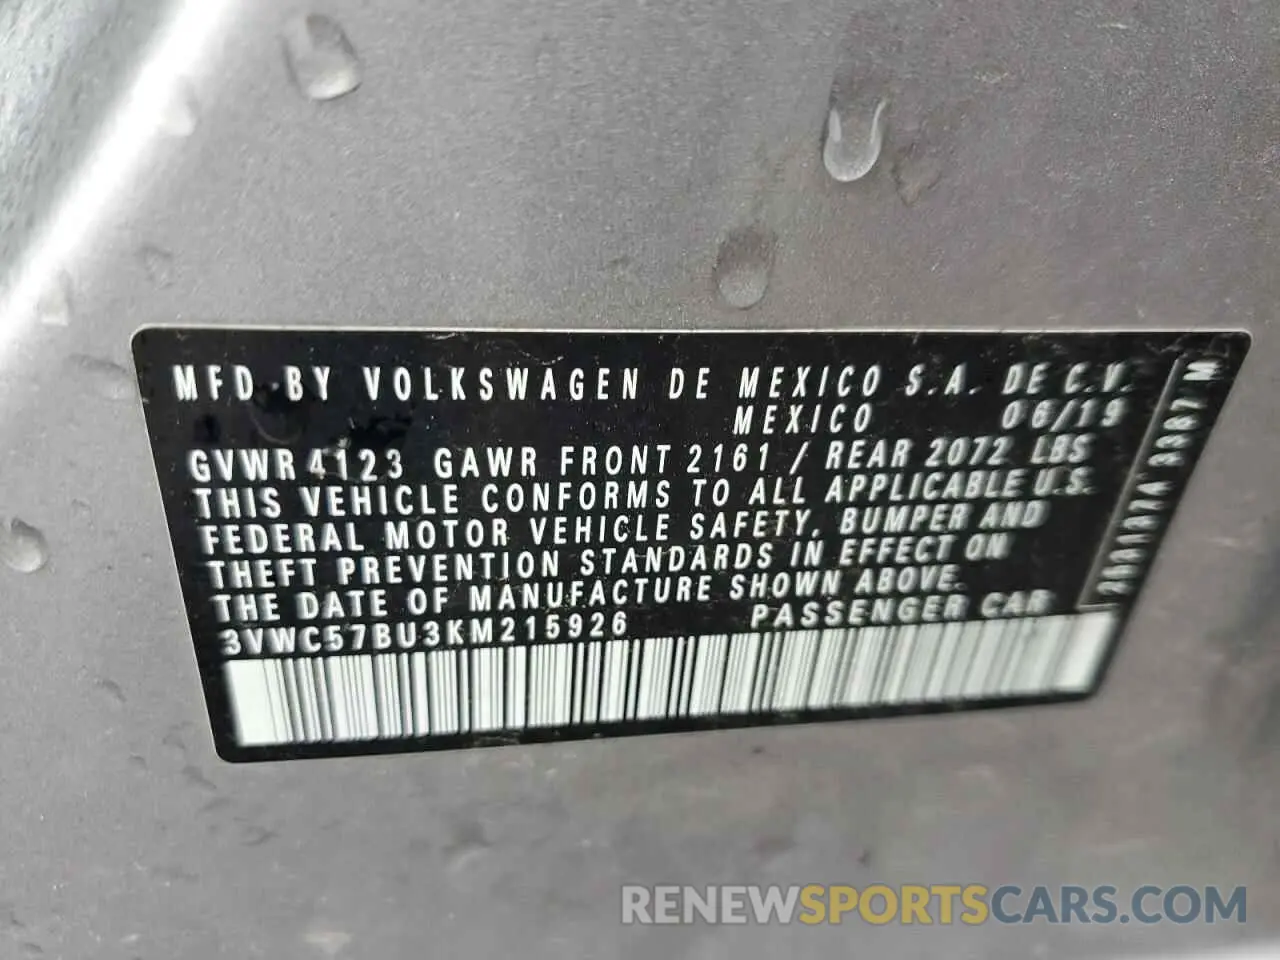 MFD BY VOLKSWAGEN DE MEXICO S.A. DE C.V.
MEXICO 06/19
GVWR 4123 GAWR FRONT 2161 / REAR 2072 LBS
THIS VEHICLE CONFORMS TO ALL APPLICABLE U.S.
FEDERAL MOTOR VEHICLE SAFETY, BUMPER AND
THEFT PREVENTION STANDARDS IN EFFECT ON
THE DATE OF MANUFACTURE SHOWN ABOVE.
3VWC57BU3KM215926 PASSENGER CAR
RENEWSPORTSCARS.COM